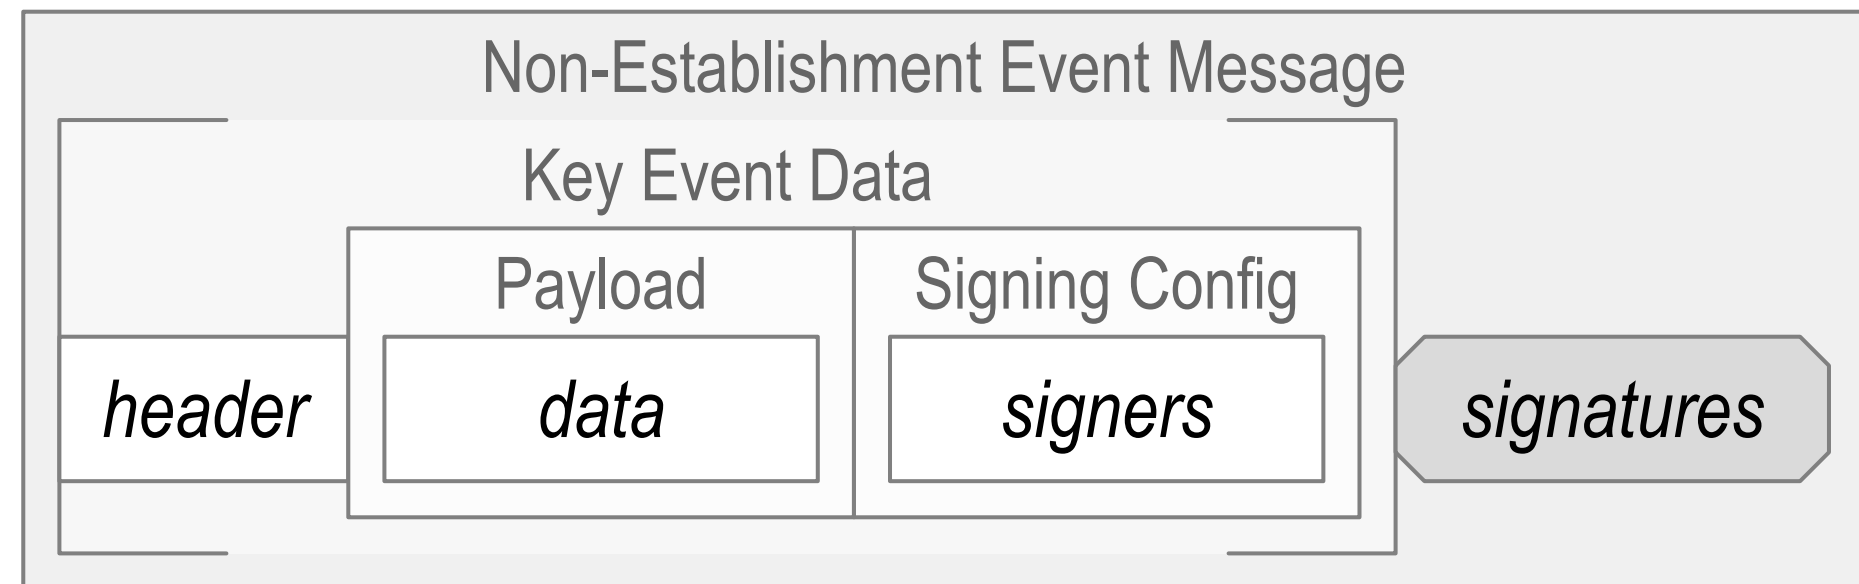 Non-Establishment Event Message
Key Event Data
Payload
Signing Config
header
data
signers
signatures